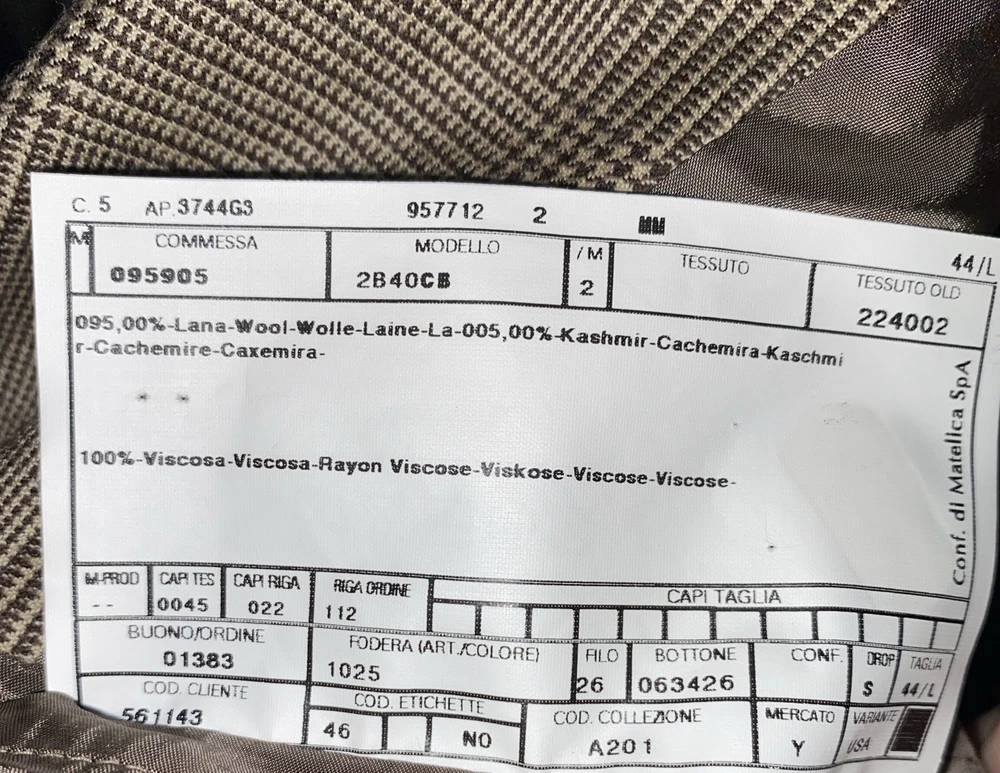 C. 5 AP.3744G3 957712 2
44/L
M COMMESSA MODELLO /M TESSUTO TESSUTO OLD
095905 2B40CB 2 224002
095,00%-Lana-Wool-Wolle-Laine-La-005,00%-Kashmir-Cachemira-Kaschmi
r-Cachemire-Caxemira-
100%-Viscosa-Viscosa-Rayon Viscose-Viskose-Viscose-Viscose-
Conf. di Matelica SpA
M-PROD CAPI TES CAPI RIGA RIGA ORDINE CAPI TAGLIA
-- 0045 022 112
BUONO/ORDINE FODERA (ART./COLORE) FILO BOTTONE CONF. DROP TAGLIA
01383 1025 26 063426 S 44/L
COD. CLIENTE COD. ETICHETTE COD. COLLEZIONE MERCATO VARIANTE
561143 46 NO A201 Y USA